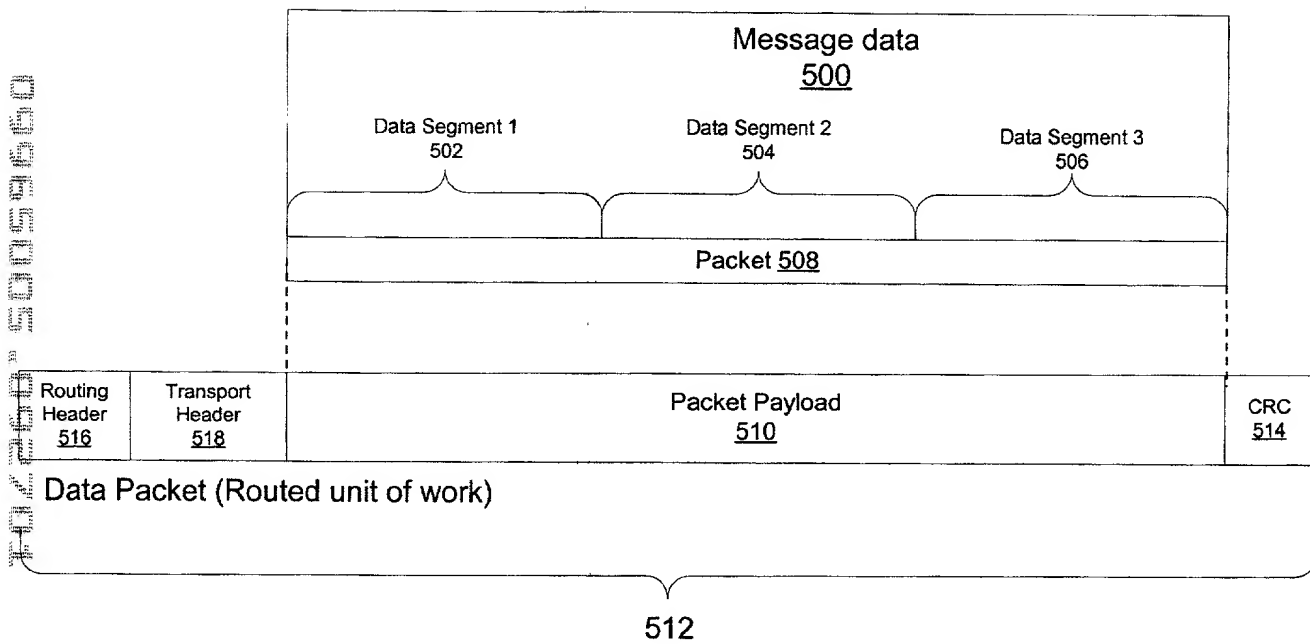 Message data
500
Data Segment 1
502
Data Segment 2
504
Data Segment 3
506
Packet 508
Routing
Header
516
Transport
Header
518
Packet Payload
510
CRC
514
Data Packet (Routed unit of work)
512